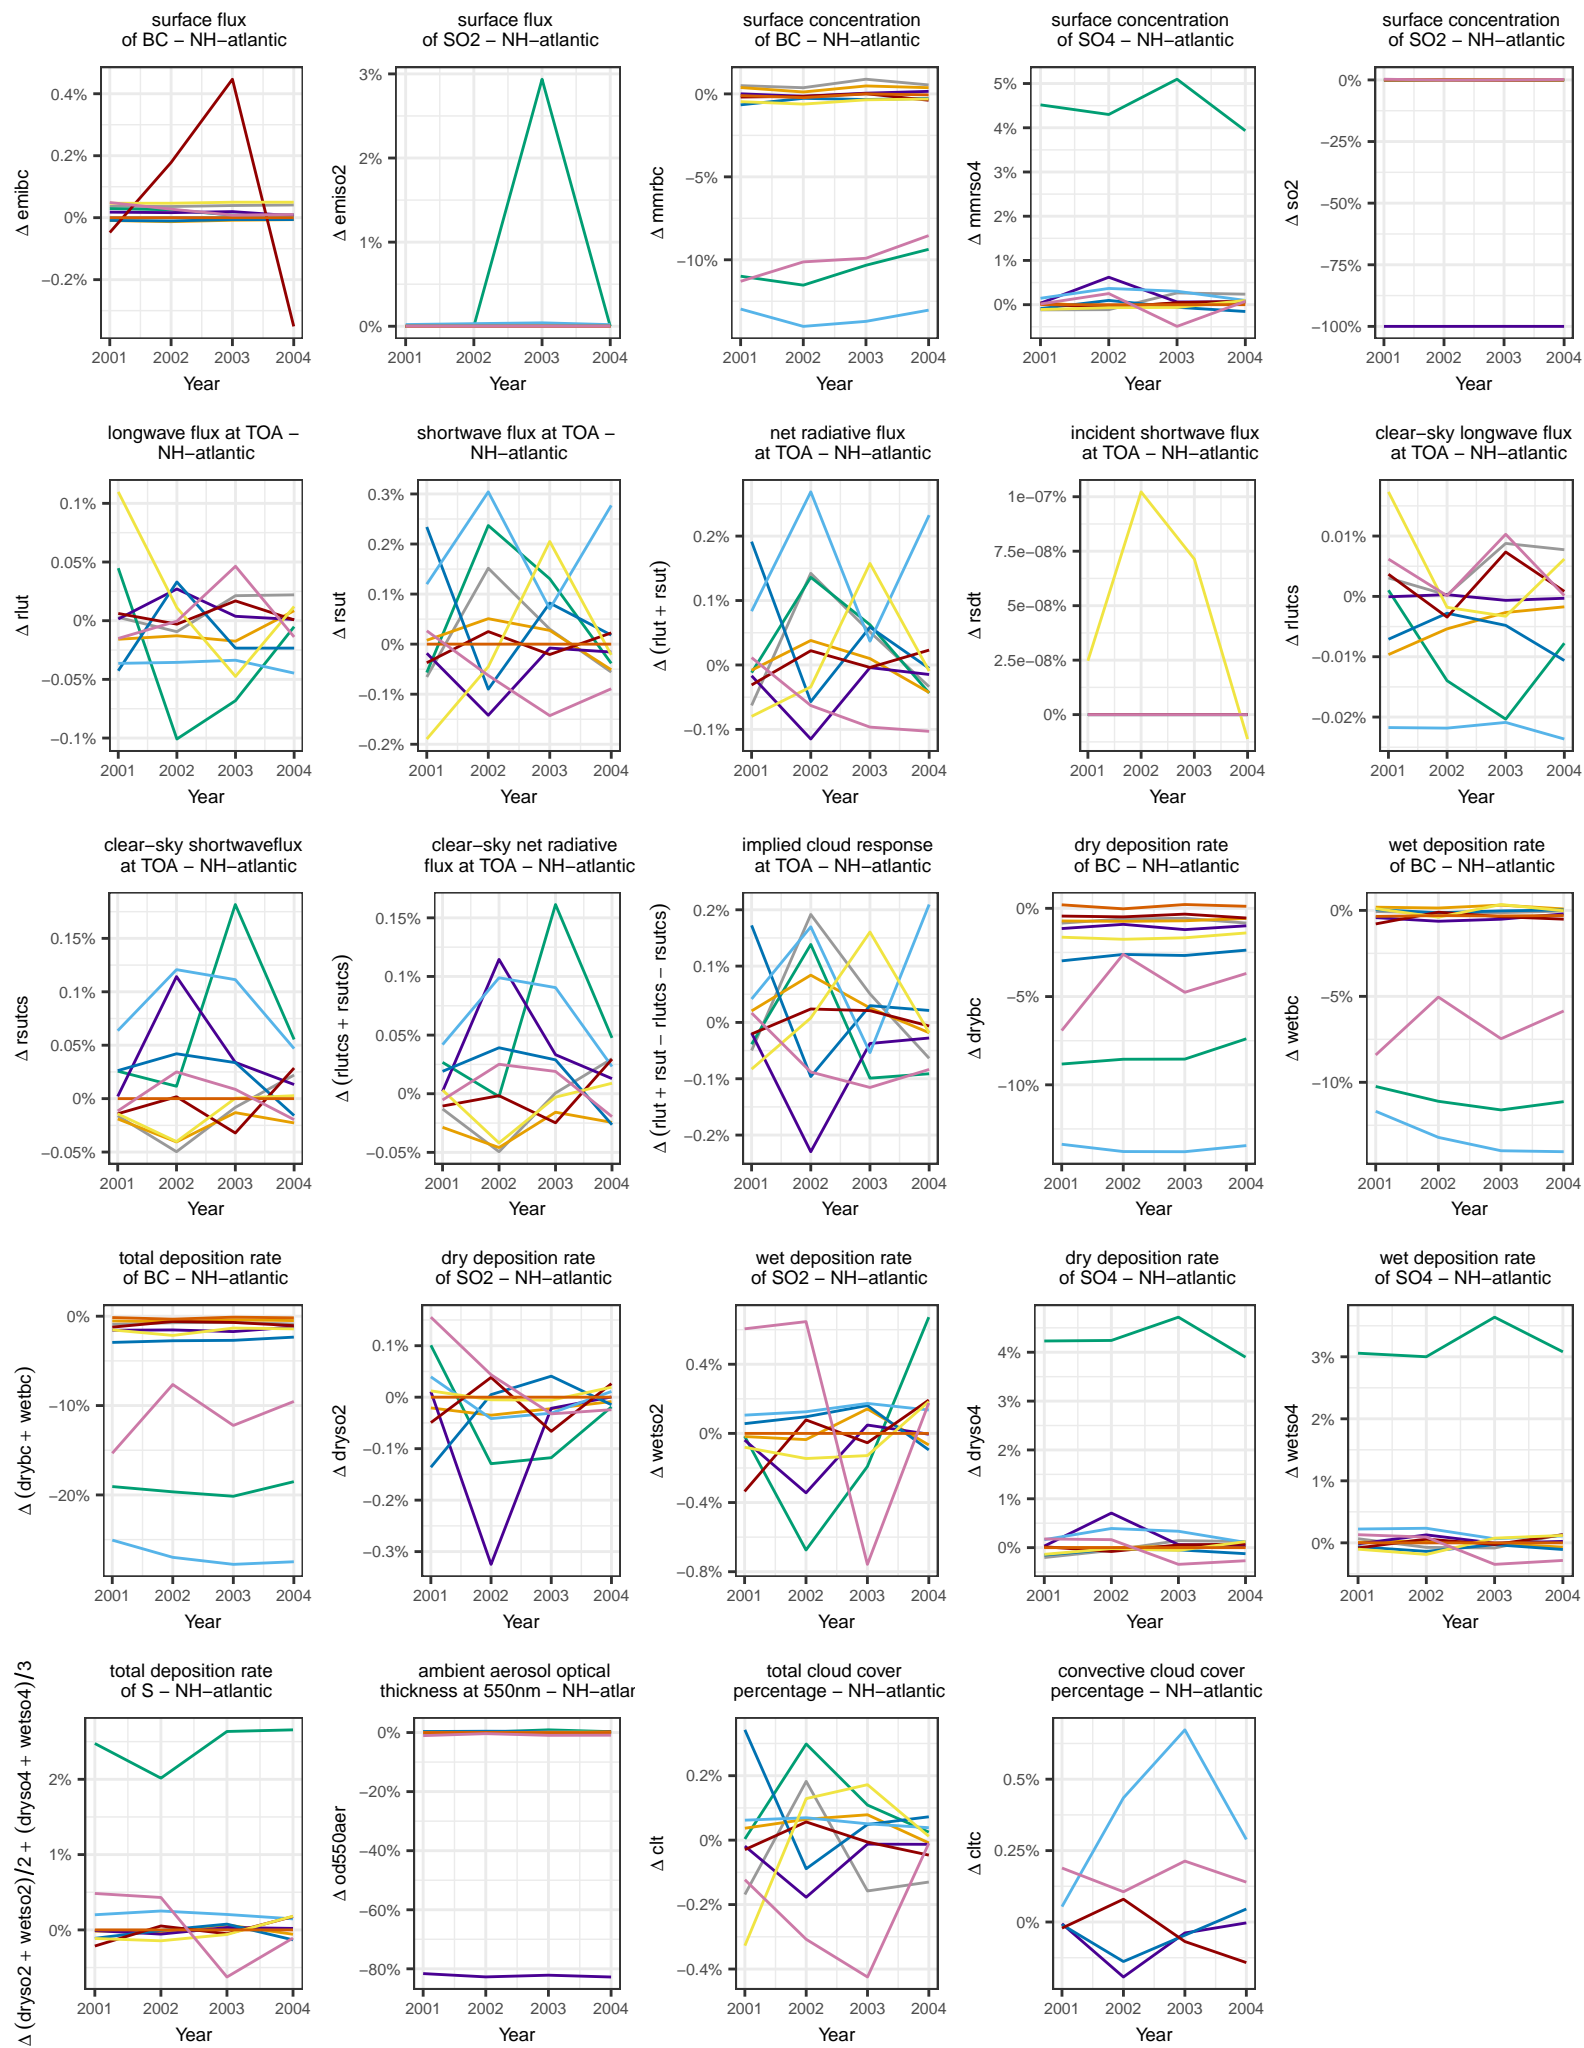 surface flux
of BC − NH−atlantic
Δ emibc
0.4%
0.2%
0%
−0.2%
2001 2002 2003 2004
Year
surface flux
of SO2 − NH−atlantic
Δ emiso2
3%
2%
1%
0%
2001 2002 2003 2004
Year
surface concentration
of BC − NH−atlantic
Δ mmrbc
0%
−5%
−10%
2001 2002 2003 2004
Year
surface concentration
of SO4 − NH−atlantic
Δ mmrso4
5%
4%
3%
2%
1%
0%
2001 2002 2003 2004
Year
surface concentration
of SO2 − NH−atlantic
Δ so2
0%
−25%
−50%
−75%
−100%
2001 2002 2003 2004
Year
longwave flux at TOA −
NH−atlantic
Δ rlut
0.1%
0.05%
0%
−0.05%
−0.1%
2001 2002 2003 2004
Year
shortwave flux at TOA −
NH−atlantic
Δ rsut
0.3%
0.2%
0.1%
0%
−0.1%
−0.2%
2001 2002 2003 2004
Year
net radiative flux
at TOA − NH−atlantic
Δ (rlut + rsut)
0.2%
0.1%
0%
−0.1%
2001 2002 2003 2004
Year
incident shortwave flux
at TOA − NH−atlantic
Δ rsdt
1e−07%
7.5e−08%
5e−08%
2.5e−08%
0%
2001 2002 2003 2004
Year
clear−sky longwave flux
at TOA − NH−atlantic
Δ rlutcs
0.01%
0%
−0.01%
−0.02%
2001 2002 2003 2004
Year
clear−sky shortwaveflux
at TOA − NH−atlantic
Δ rsutcs
0.15%
0.1%
0.05%
0%
−0.05%
2001 2002 2003 2004
Year
clear−sky net radiative
flux at TOA − NH−atlantic
Δ (rlutcs + rsutcs)
0.15%
0.1%
0.05%
0%
−0.05%
2001 2002 2003 2004
Year
implied cloud response
at TOA − NH−atlantic
Δ (rlut + rsut − rlutcs − rsutcs)
0.2%
0.1%
0%
−0.1%
−0.2%
2001 2002 2003 2004
Year
dry deposition rate
of BC − NH−atlantic
Δ drybc
0%
−5%
−10%
2001 2002 2003 2004
Year
wet deposition rate
of BC − NH−atlantic
Δ wetbc
0%
−5%
−10%
2001 2002 2003 2004
Year
total deposition rate
of BC − NH−atlantic
Δ (drybc + wetbc)
0%
−10%
−20%
2001 2002 2003 2004
Year
dry deposition rate
of SO2 − NH−atlantic
Δ dryso2
0.1%
0%
−0.1%
−0.2%
−0.3%
2001 2002 2003 2004
Year
wet deposition rate
of SO2 − NH−atlantic
Δ wetso2
0.4%
0%
−0.4%
−0.8%
2001 2002 2003 2004
Year
dry deposition rate
of SO4 − NH−atlantic
Δ dryso4
4%
3%
2%
1%
0%
2001 2002 2003 2004
Year
wet deposition rate
of SO4 − NH−atlantic
Δ wetso4
3%
2%
1%
0%
2001 2002 2003 2004
Year
total deposition rate
of S − NH−atlantic
Δ (dryso2 + wetso2)/2 + (dryso4 + wetso4)/3
2%
1%
0%
2001 2002 2003 2004
Year
ambient aerosol optical
thickness at 550nm − NH−atlar
Δ od550aer
0%
−20%
−40%
−60%
−80%
2001 2002 2003 2004
Year
total cloud cover
percentage − NH−atlantic
Δ clt
0.2%
0%
−0.2%
−0.4%
2001 2002 2003 2004
Year
convective cloud cover
percentage − NH−atlantic
Δ cltc
0.5%
0.25%
0%
2001 2002 2003 2004
Year